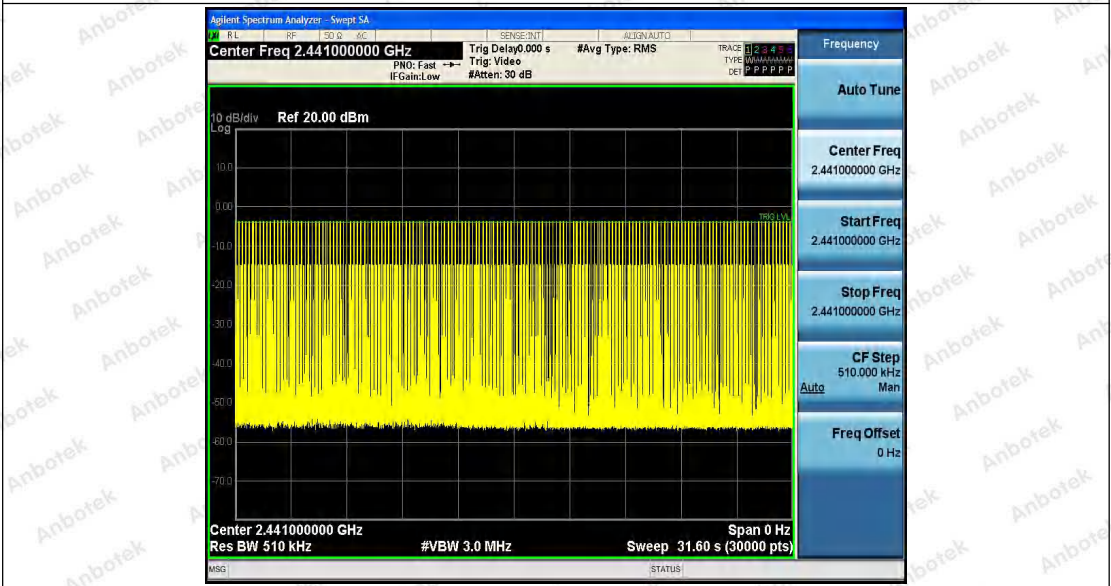 Agilent Spectrum Analyzer - Swept SA
RL RF 50 Ω AC SENSE:INT ALIGNAUTO
Center Freq 2.441000000 GHz
PNO: Fast
IFGain:Low
Trig Delay0.000 s
Trig: Video
#Atten: 30 dB
#Avg Type: RMS
TRACE 1 2 3 4 5 6
TYPE
DET P P P P P P
10 dB/div Ref 20.00 dBm
Log
10.0
0.00
TRIG LVL
-10.0
-20.0
-30.0
-40.0
-50.0
-60.0
-70.0
Center 2.441000000 GHz Span 0 Hz
Res BW 510 kHz #VBW 3.0 MHz Sweep 31.60 s (30000 pts)
MSG STATUS
Frequency
Auto Tune
Center Freq
2.441000000 GHz
Start Freq
2.441000000 GHz
Stop Freq
2.441000000 GHz
CF Step
510.000 kHz
Auto Man
Freq Offset
0 Hz
Anbotek